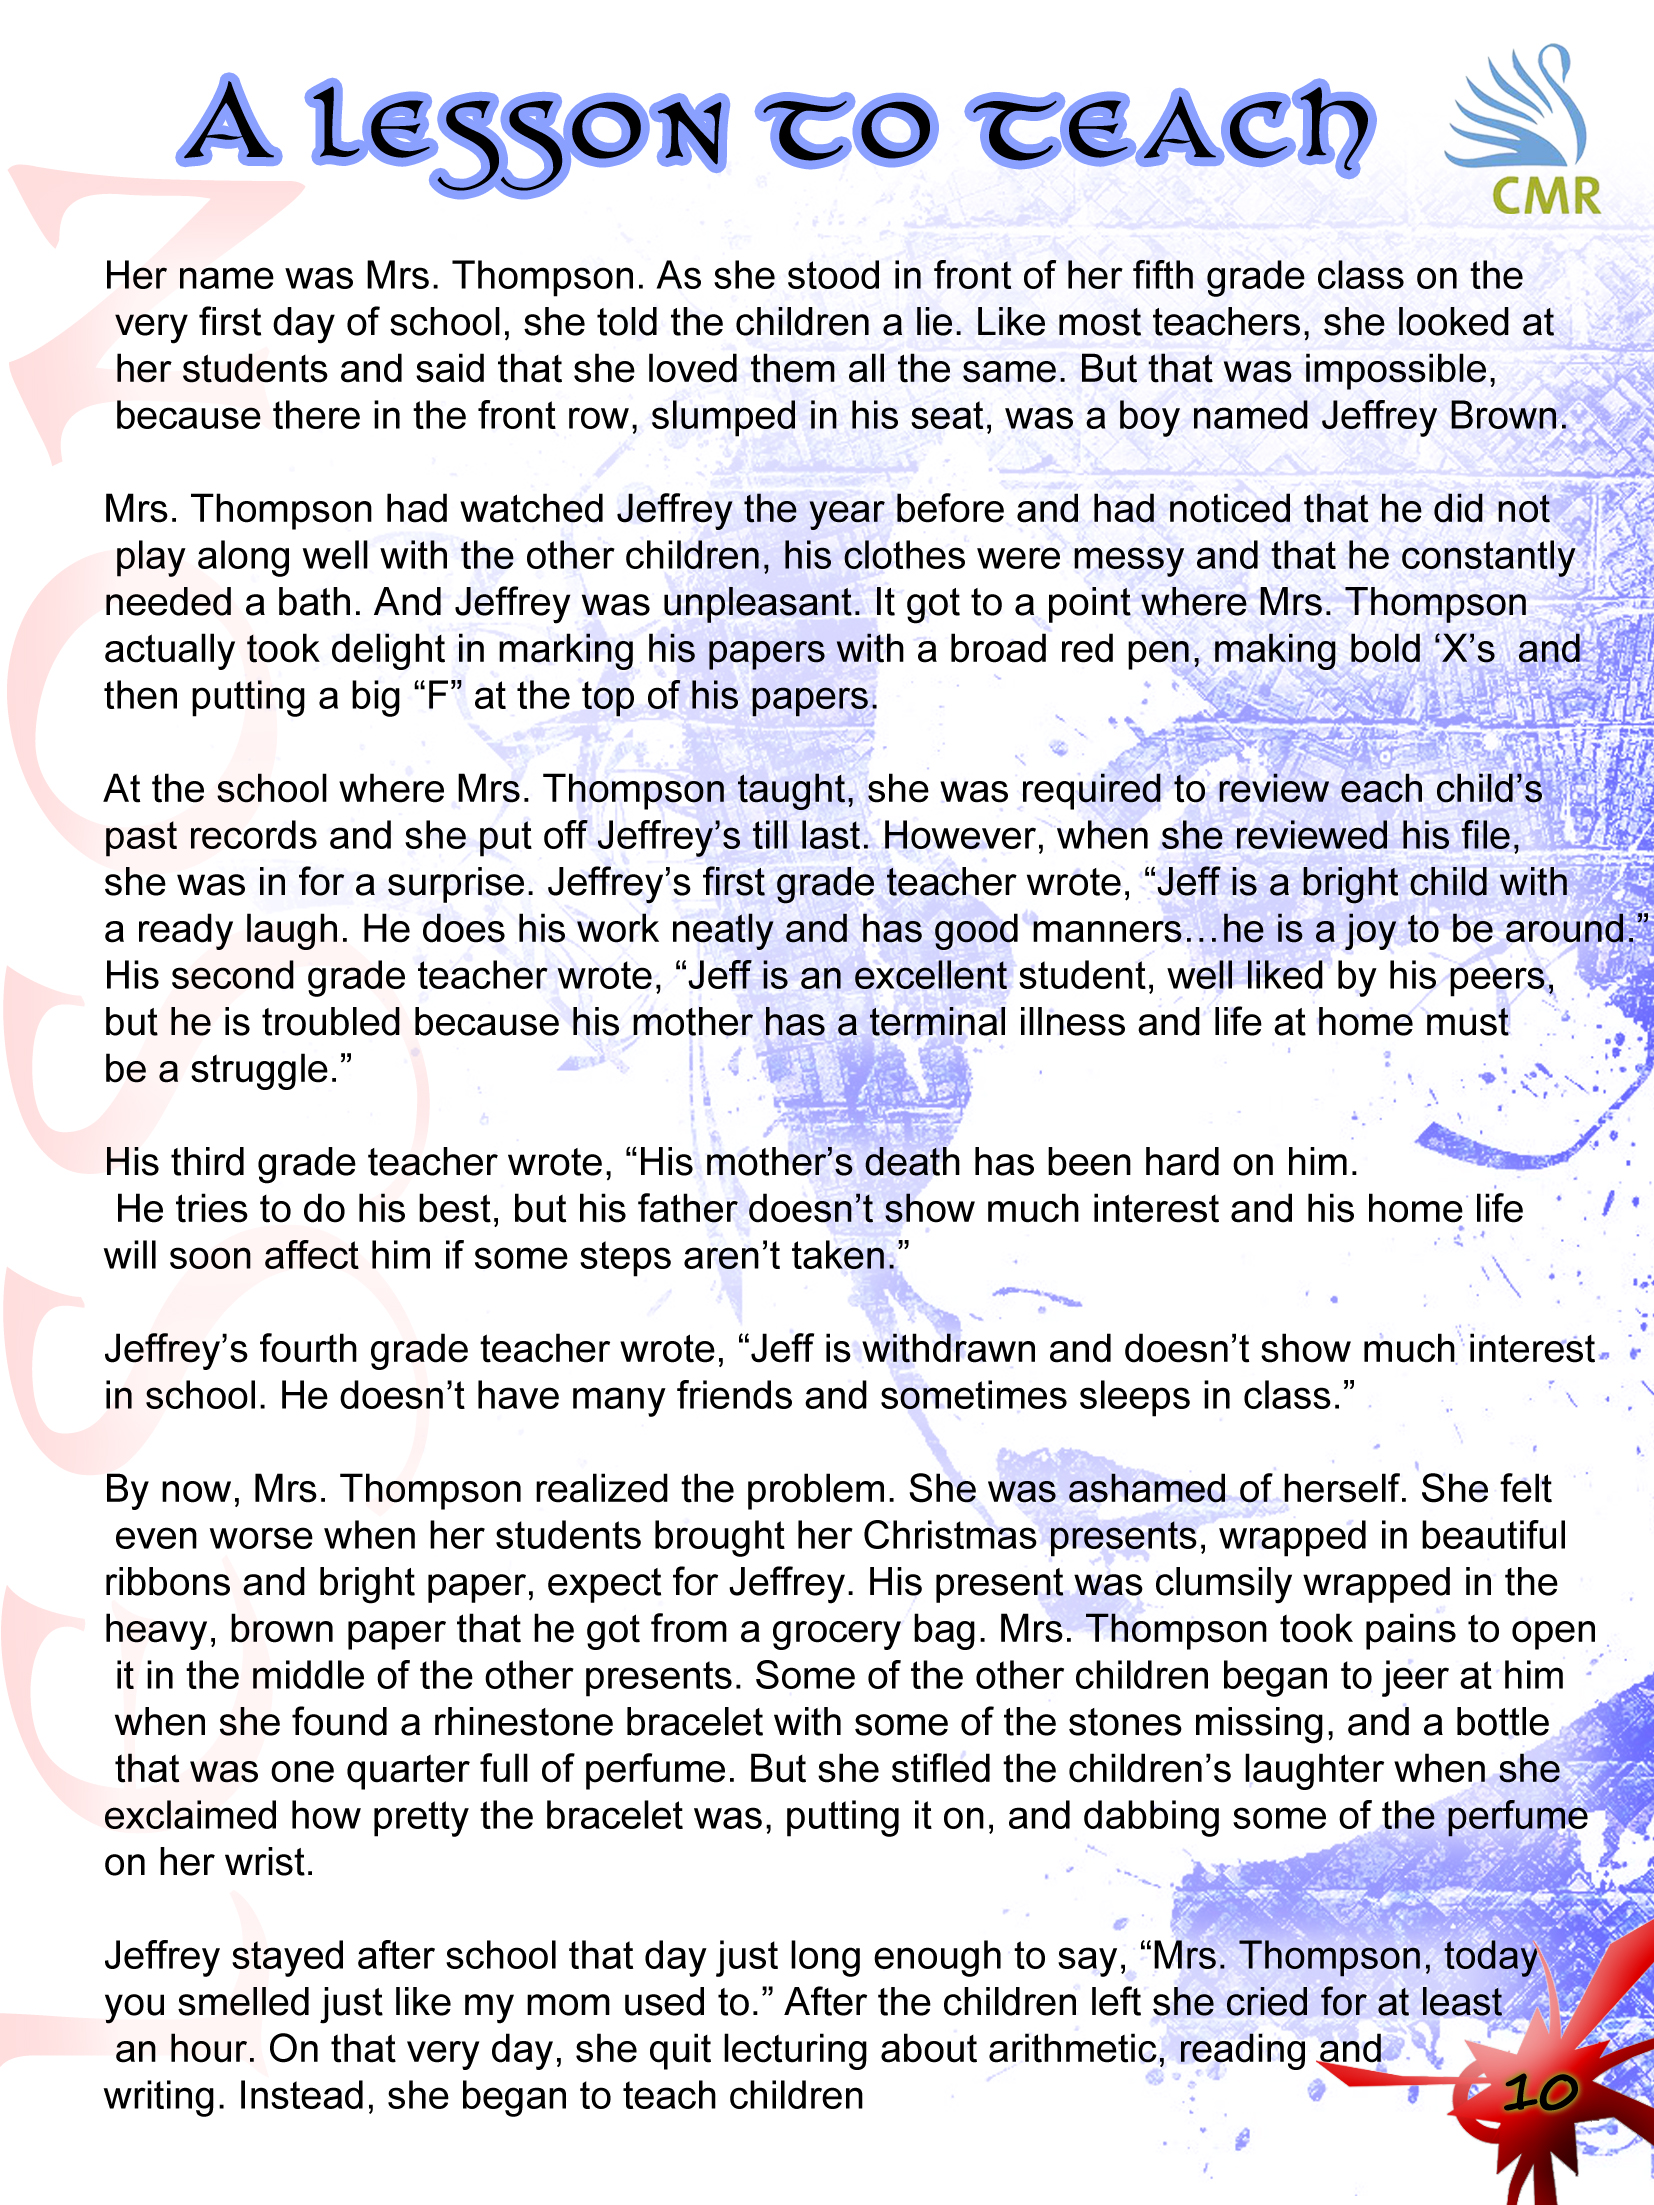 A LESSON TO TEACH
CMR
LESSON
Her name was Mrs. Thompson. As she stood in front of her fifth grade class on the
very first day of school, she told the children a lie. Like most teachers, she looked at
her students and said that she loved them all the same. But that was impossible,
because there in the front row, slumped in his seat, was a boy named Jeffrey Brown.
Mrs. Thompson had watched Jeffrey the year before and had noticed that he did not
play along well with the other children, his clothes were messy and that he constantly
needed a bath. And Jeffrey was unpleasant. It got to a point where Mrs. Thompson
actually took delight in marking his papers with a broad red pen, making bold ‘X’s  and
then putting a big “F” at the top of his papers.
At the school where Mrs. Thompson taught, she was required to review each child’s
past records and she put off Jeffrey’s till last. However, when she reviewed his file,
she was in for a surprise. Jeffrey’s first grade teacher wrote, “Jeff is a bright child with
a ready laugh. He does his work neatly and has good manners…he is a joy to be around.”
His second grade teacher wrote, “Jeff is an excellent student, well liked by his peers,
but he is troubled because his mother has a terminal illness and life at home must
be a struggle.”
His third grade teacher wrote, “His mother’s death has been hard on him.
He tries to do his best, but his father doesn’t show much interest and his home life
will soon affect him if some steps aren’t taken.”
Jeffrey’s fourth grade teacher wrote, “Jeff is withdrawn and doesn’t show much interest
in school. He doesn’t have many friends and sometimes sleeps in class.”
By now, Mrs. Thompson realized the problem. She was ashamed of herself. She felt
even worse when her students brought her Christmas presents, wrapped in beautiful
ribbons and bright paper, expect for Jeffrey. His present was clumsily wrapped in the
heavy, brown paper that he got from a grocery bag. Mrs. Thompson took pains to open
it in the middle of the other presents. Some of the other children began to jeer at him
when she found a rhinestone bracelet with some of the stones missing, and a bottle
that was one quarter full of perfume. But she stifled the children’s laughter when she
exclaimed how pretty the bracelet was, putting it on, and dabbing some of the perfume
on her wrist.
Jeffrey stayed after school that day just long enough to say, “Mrs. Thompson, today
you smelled just like my mom used to.” After the children left she cried for at least
an hour. On that very day, she quit lecturing about arithmetic, reading and
writing. Instead, she began to teach children
10